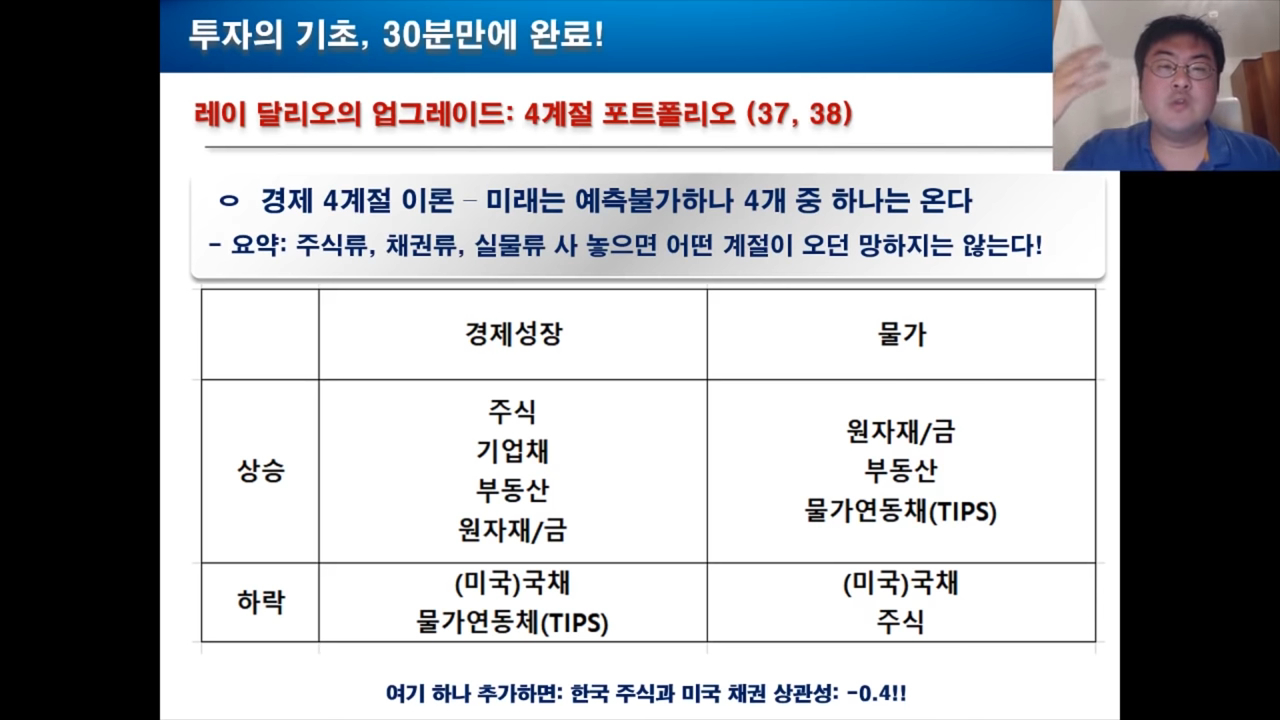 투자의 기초, 30분만에 완료!
레이 달리오의 업그레이드: 4계절 포트폴리오 (37, 38)
ㅇ 경제 4계절 이론 – 미래는 예측불가하나 4개 중 하나는 온다
- 요약: 주식류, 채권류, 실물류 사 놓으면 어떤 계절이 오던 망하지는 않는다!
경제성장 물가
상승
주식
기업채
부동산
원자재/금
원자재/금
부동산
물가연동채(TIPS)
하락
(미국)국채
물가연동체(TIPS)
(미국)국채
주식
여기 하나 추가하면: 한국 주식과 미국 채권 상관성: -0.4!!